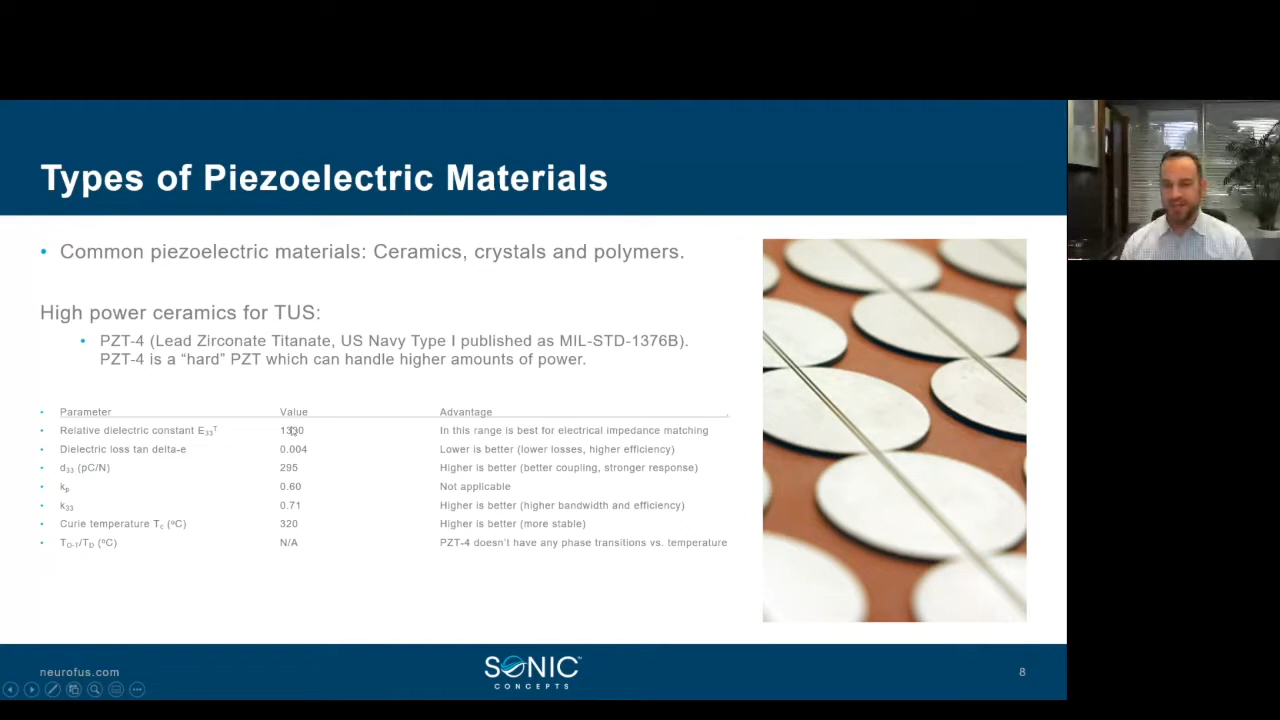 Types of Piezoelectric Materials
• Common piezoelectric materials: Ceramics, crystals and polymers.
High power ceramics for TUS:
• PZT-4 (Lead Zirconate Titanate, US Navy Type I published as MIL-STD-1376B).
PZT-4 is a “hard” PZT which can handle higher amounts of power.
• Parameter Value Advantage
• Relative dielectric constant E₃₃ᵀ 1330 In this range is best for electrical impedance matching
• Dielectric loss tan delta-e 0.004 Lower is better (lower losses, higher efficiency)
• d₃₃ (pC/N) 295 Higher is better (better coupling, stronger response)
• kₚ 0.60 Not applicable
• k₃₃ 0.71 Higher is better (higher bandwidth and efficiency)
• Curie temperature T꜀ (ºC) 320 Higher is better (more stable)
• T_O-T/T_D (ºC) N/A PZT-4 doesn’t have any phase transitions vs. temperature
neurofus.com
SONIC™
CONCEPTS
8